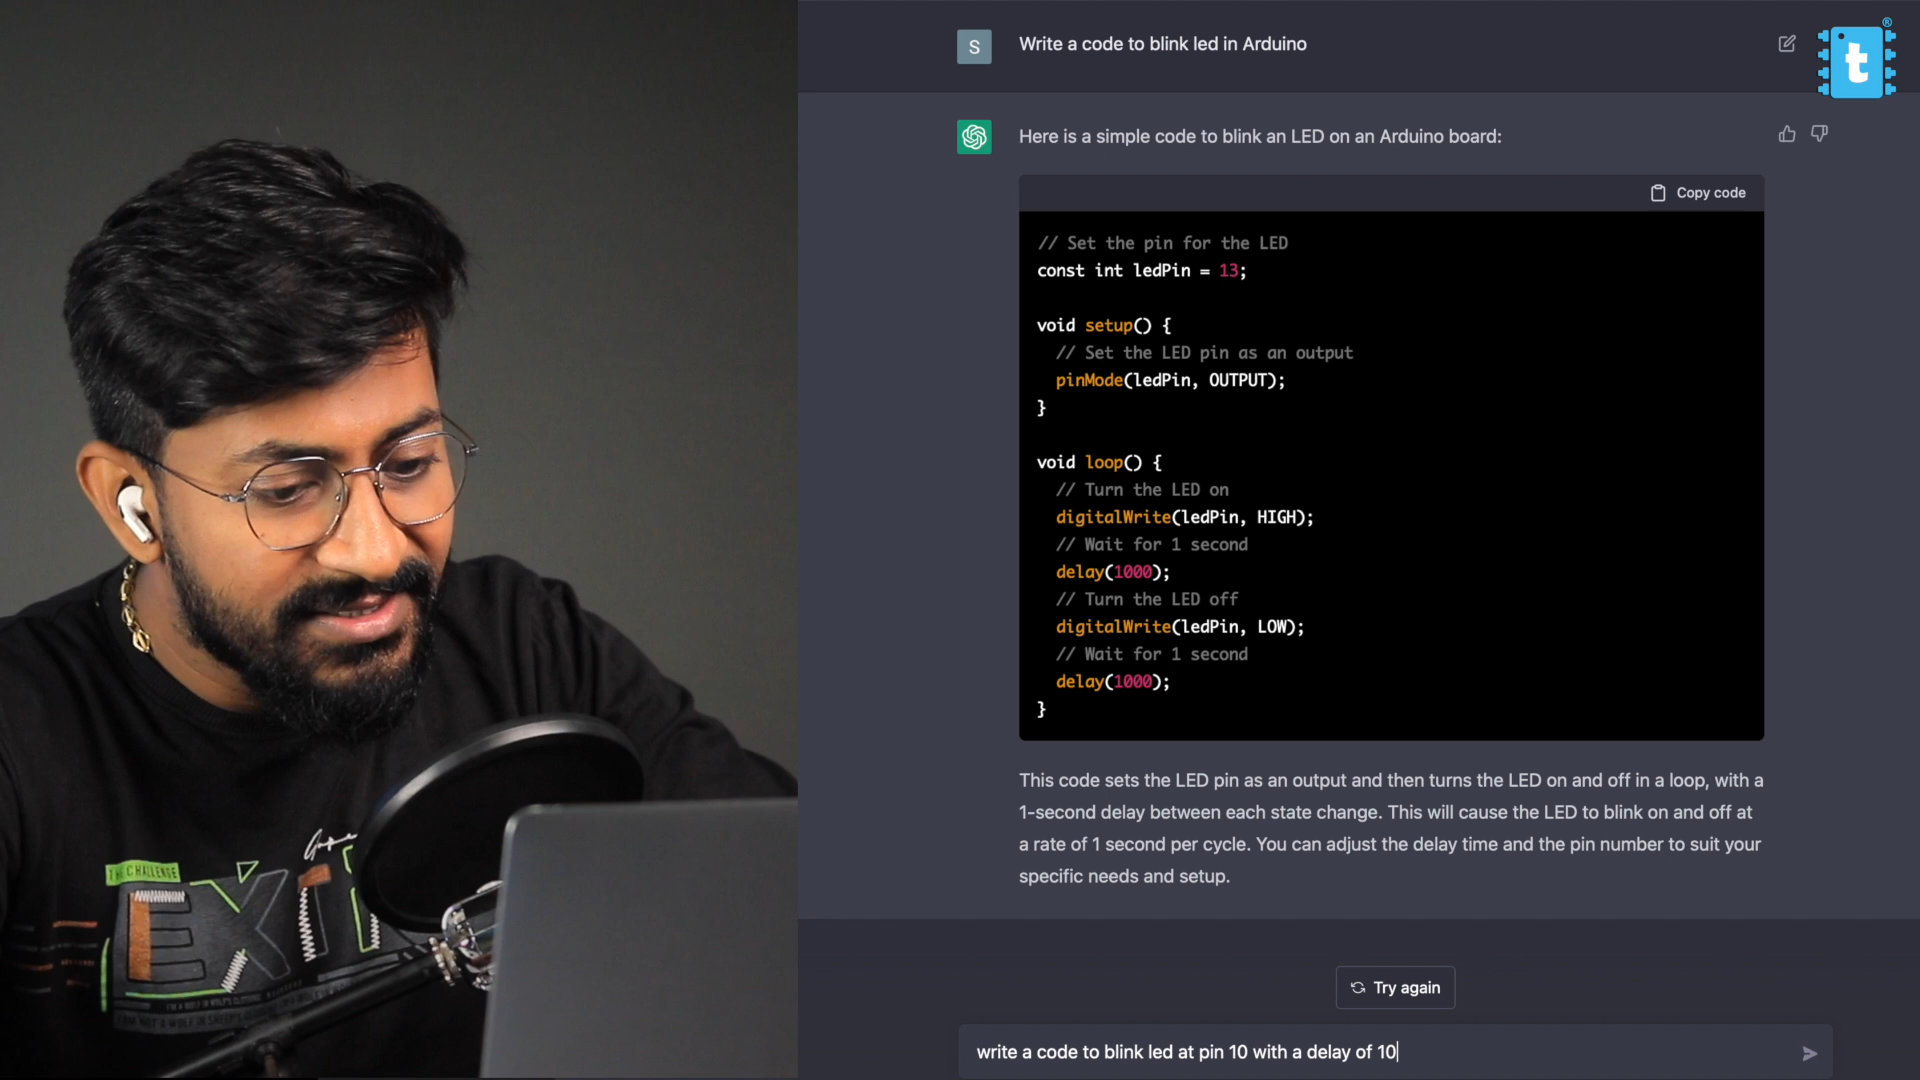 S
Write a code to blink led in Arduino
t
®
Here is a simple code to blink an LED on an Arduino board:
Copy code
// Set the pin for the LED
const int ledPin = 13;
void setup() {
// Set the LED pin as an output
pinMode(ledPin, OUTPUT);
}
void loop() {
// Turn the LED on
digitalWrite(ledPin, HIGH);
// Wait for 1 second
delay(1000);
// Turn the LED off
digitalWrite(ledPin, LOW);
// Wait for 1 second
delay(1000);
}
This code sets the LED pin as an output and then turns the LED on and off in a loop, with a
1-second delay between each state change. This will cause the LED to blink on and off at
a rate of 1 second per cycle. You can adjust the delay time and the pin number to suit your
specific needs and setup.
Try again
write a code to blink led at pin 10 with a delay of 10
CHALLENGE